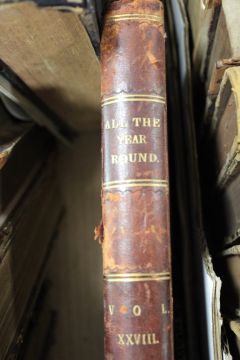 ALL THE
YEAR
ROUND.
VOL.
XXVIII.